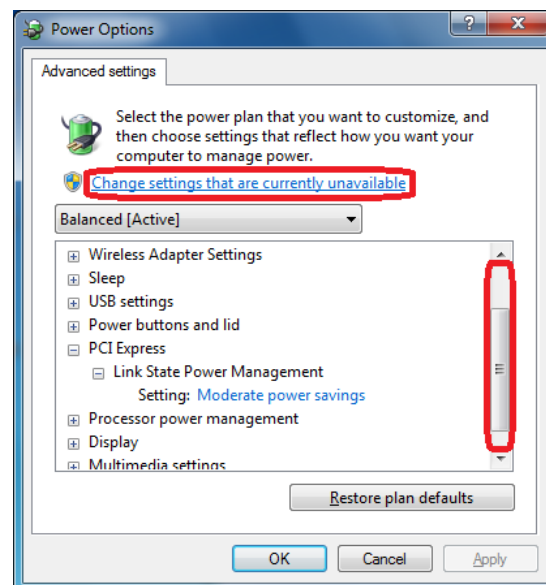 Power Options
?
Advanced settings
Select the power plan that you want to customize, and
then choose settings that reflect how you want your
computer to manage power.
Change settings that are currently unavailable
Balanced [Active]
Wireless Adapter Settings
Sleep
USB settings
Power buttons and lid
PCI Express
Link State Power Management
Setting: Moderate power savings
Processor power management
Display
Multimedia settings
Restore plan defaults
OK Cancel Apply